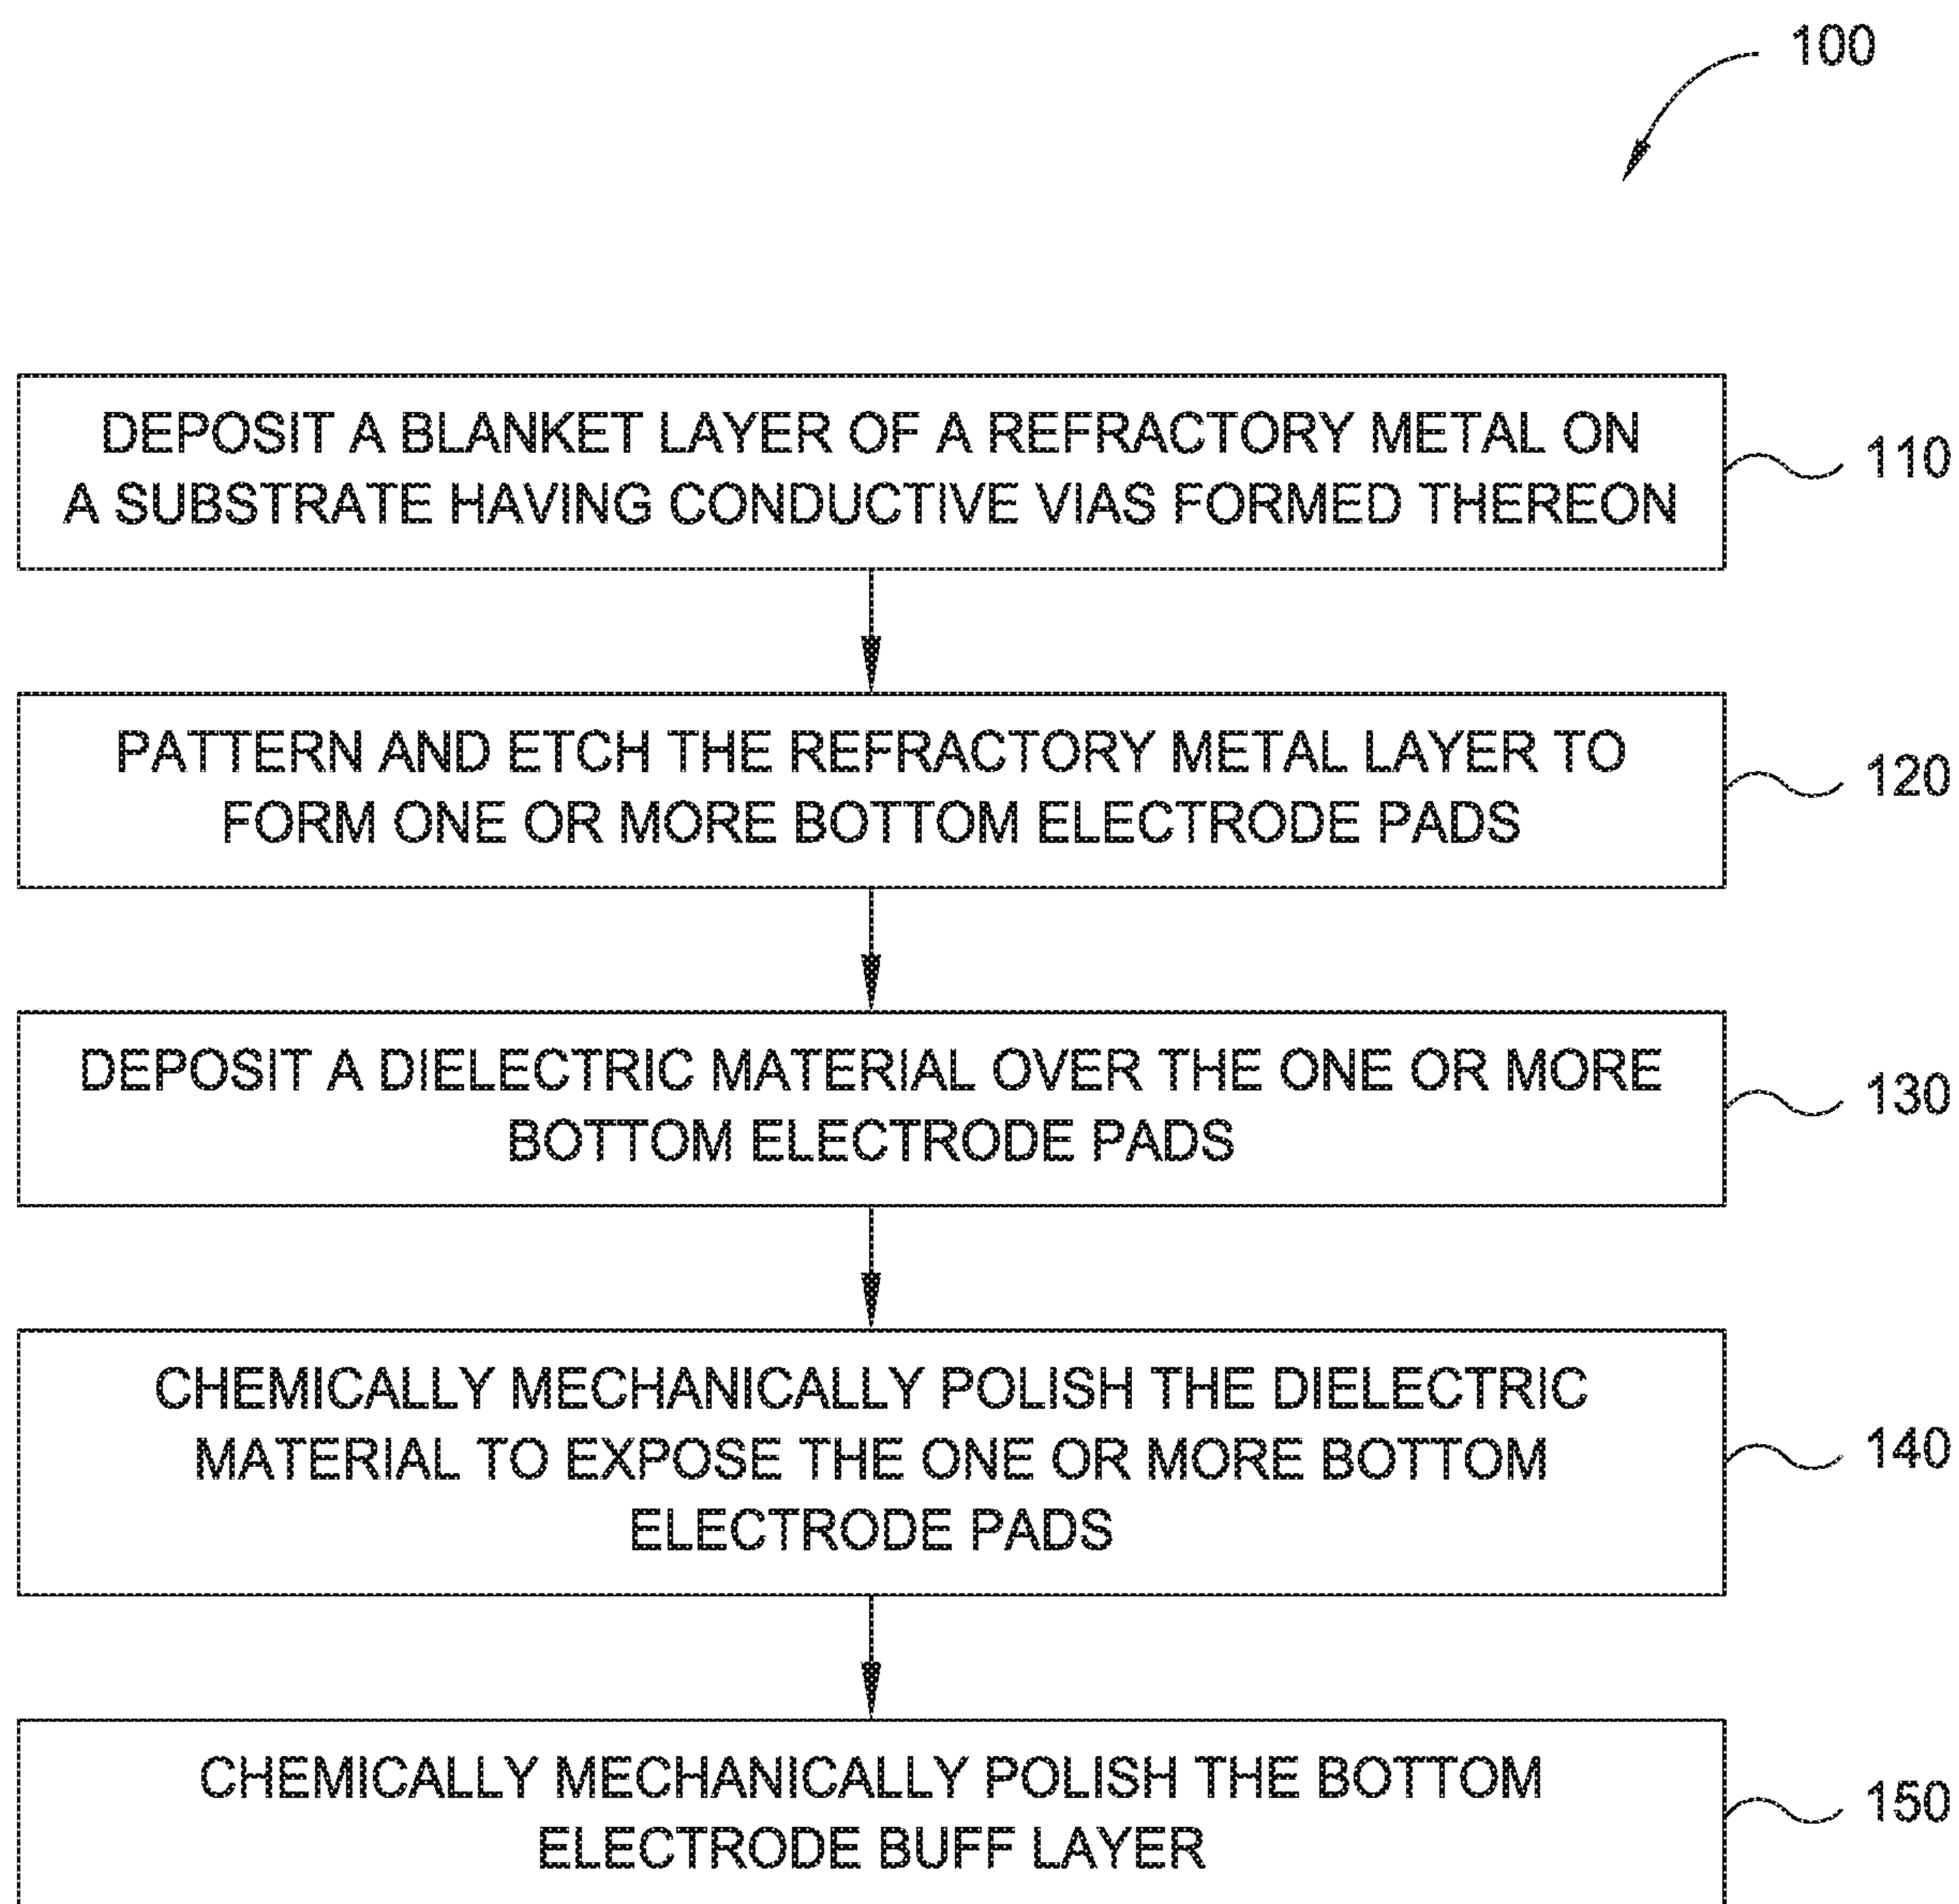 100
DEPOSIT A BLANKET LAYER OF A REFRACTORY METAL ON
A SUBSTRATE HAVING CONDUCTIVE VIAS FORMED THEREON
110
PATTERN AND ETCH THE REFRACTORY METAL LAYER TO
FORM ONE OR MORE BOTTOM ELECTRODE PADS
120
DEPOSIT A DIELECTRIC MATERIAL OVER THE ONE OR MORE
BOTTOM ELECTRODE PADS
130
CHEMICALLY MECHANICALLY POLISH THE DIELECTRIC
MATERIAL TO EXPOSE THE ONE OR MORE BOTTOM
ELECTRODE PADS
140
CHEMICALLY MECHANICALLY POLISH THE BOTTOM
ELECTRODE BUFF LAYER
150